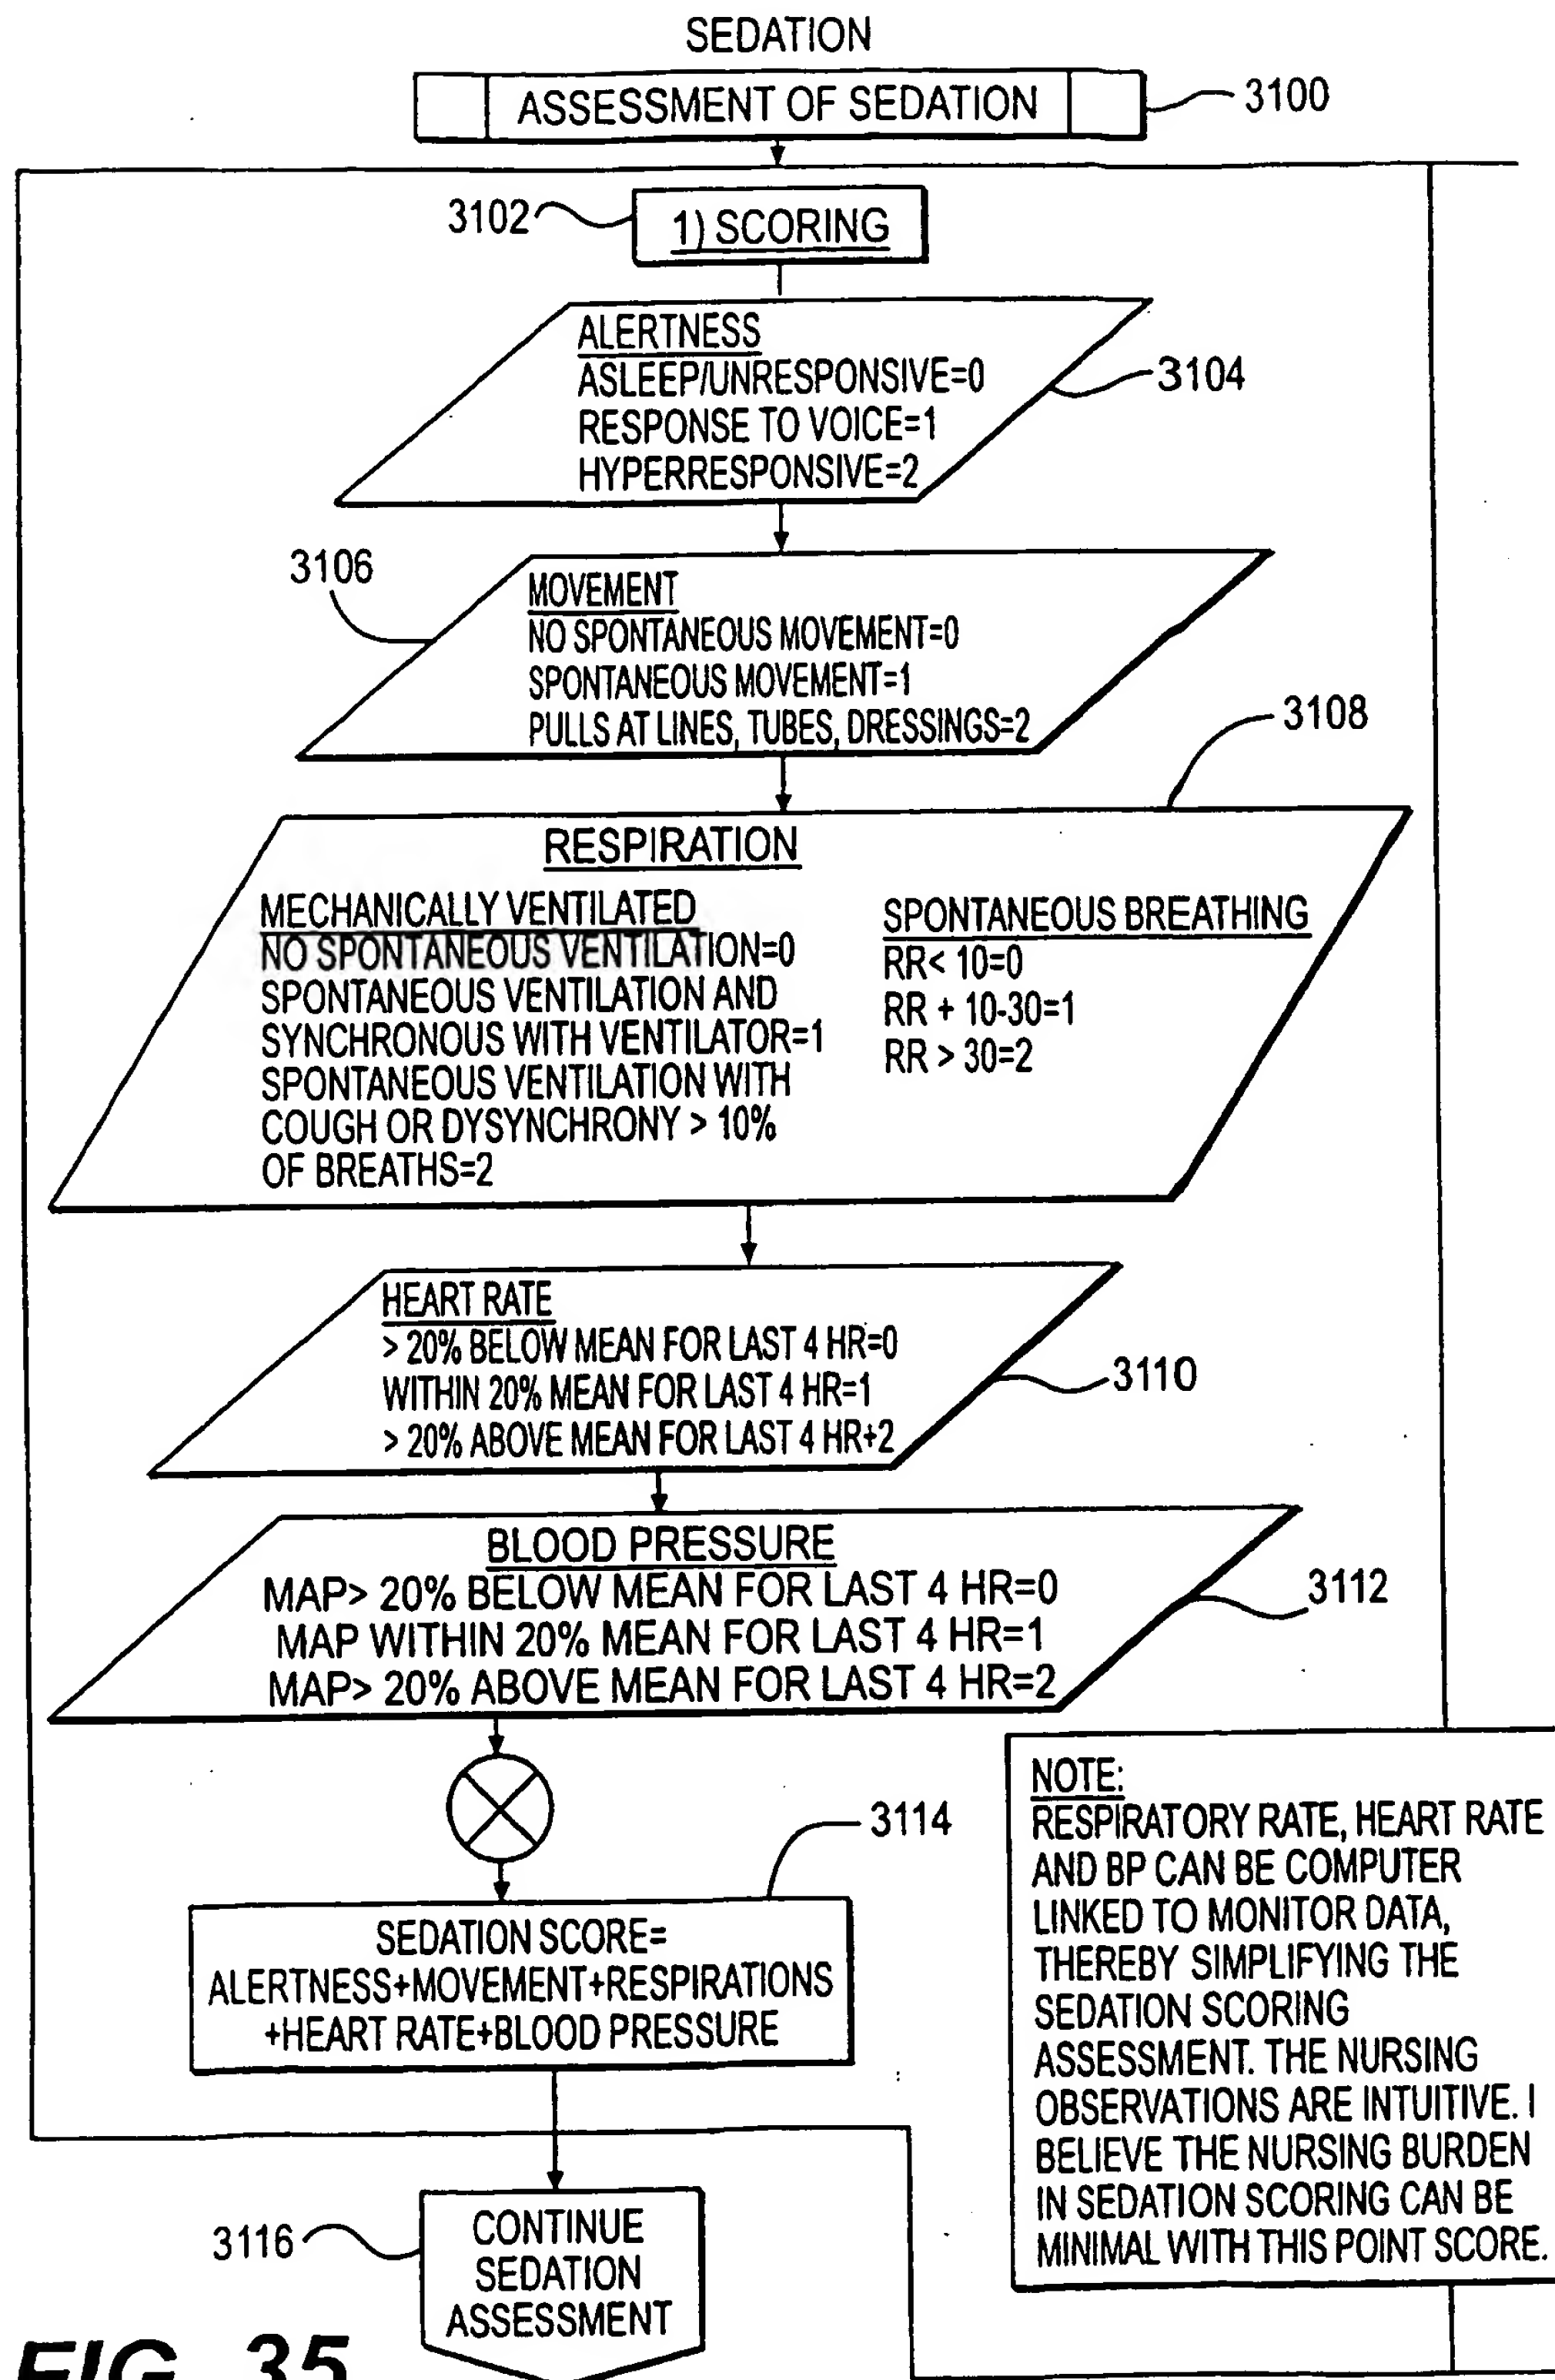 SEDATION
ASSESSMENT OF SEDATION
3100
3102
1) SCORING
ALERTNESS
ASLEEP/UNRESPONSIVE=0
RESPONSE TO VOICE=1
HYPERRESPONSIVE=2
3104
3106
MOVEMENT
NO SPONTANEOUS MOVEMENT=0
SPONTANEOUS MOVEMENT=1
PULLS AT LINES, TUBES, DRESSINGS=2
3108
RESPIRATION
MECHANICALLY VENTILATED
NO SPONTANEOUS VENTILATION=0
SPONTANEOUS VENTILATION AND
SYNCHRONOUS WITH VENTILATOR=1
SPONTANEOUS VENTILATION WITH
COUGH OR DYSYNCHRONY > 10%
OF BREATHS=2
SPONTANEOUS BREATHING
RR< 10=0
RR + 10-30=1
RR > 30=2
HEART RATE
> 20% BELOW MEAN FOR LAST 4 HR=0
WITHIN 20% MEAN FOR LAST 4 HR=1
> 20% ABOVE MEAN FOR LAST 4 HR+2
3110
BLOOD PRESSURE
MAP> 20% BELOW MEAN FOR LAST 4 HR=0
MAP WITHIN 20% MEAN FOR LAST 4 HR=1
MAP> 20% ABOVE MEAN FOR LAST 4 HR=2
3112
3114
SEDATION SCORE=
ALERTNESS+MOVEMENT+RESPIRATIONS
+HEART RATE+BLOOD PRESSURE
NOTE:
RESPIRATORY RATE, HEART RATE
AND BP CAN BE COMPUTER
LINKED TO MONITOR DATA,
THEREBY SIMPLIFYING THE
SEDATION SCORING
ASSESSMENT. THE NURSING
OBSERVATIONS ARE INTUITIVE. I
BELIEVE THE NURSING BURDEN
IN SEDATION SCORING CAN BE
MINIMAL WITH THIS POINT SCORE.
3116
CONTINUE
SEDATION
ASSESSMENT
FIG. 35